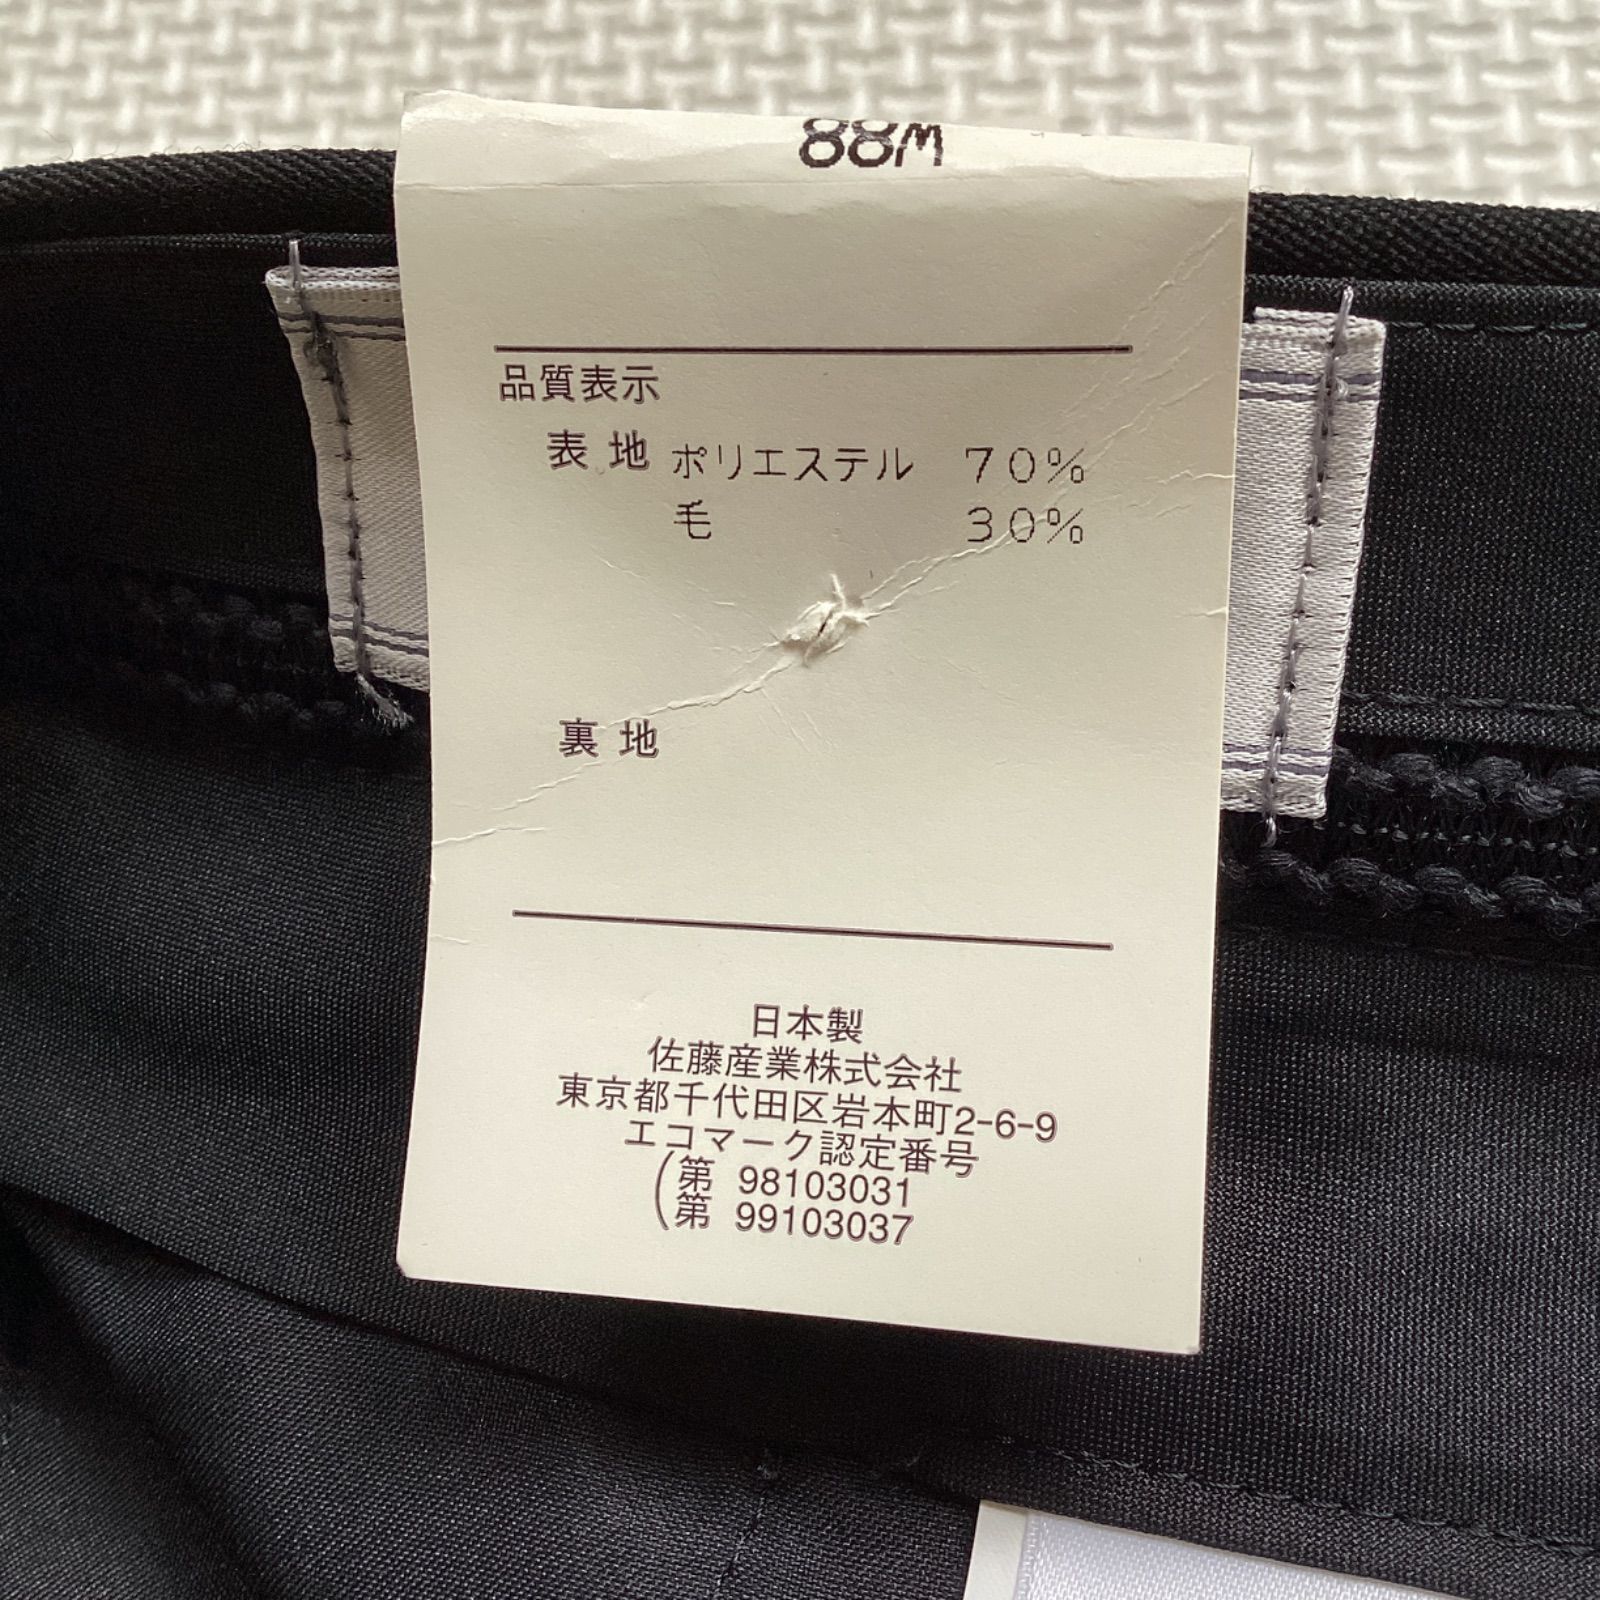 88M
品質表示
表地 ポリエステル 70%
毛 30%
裏地
日本製
佐藤産業株式会社
東京都千代田区岩本町2-6-9
エコマーク認定番号
(第 98103031
第 99103037